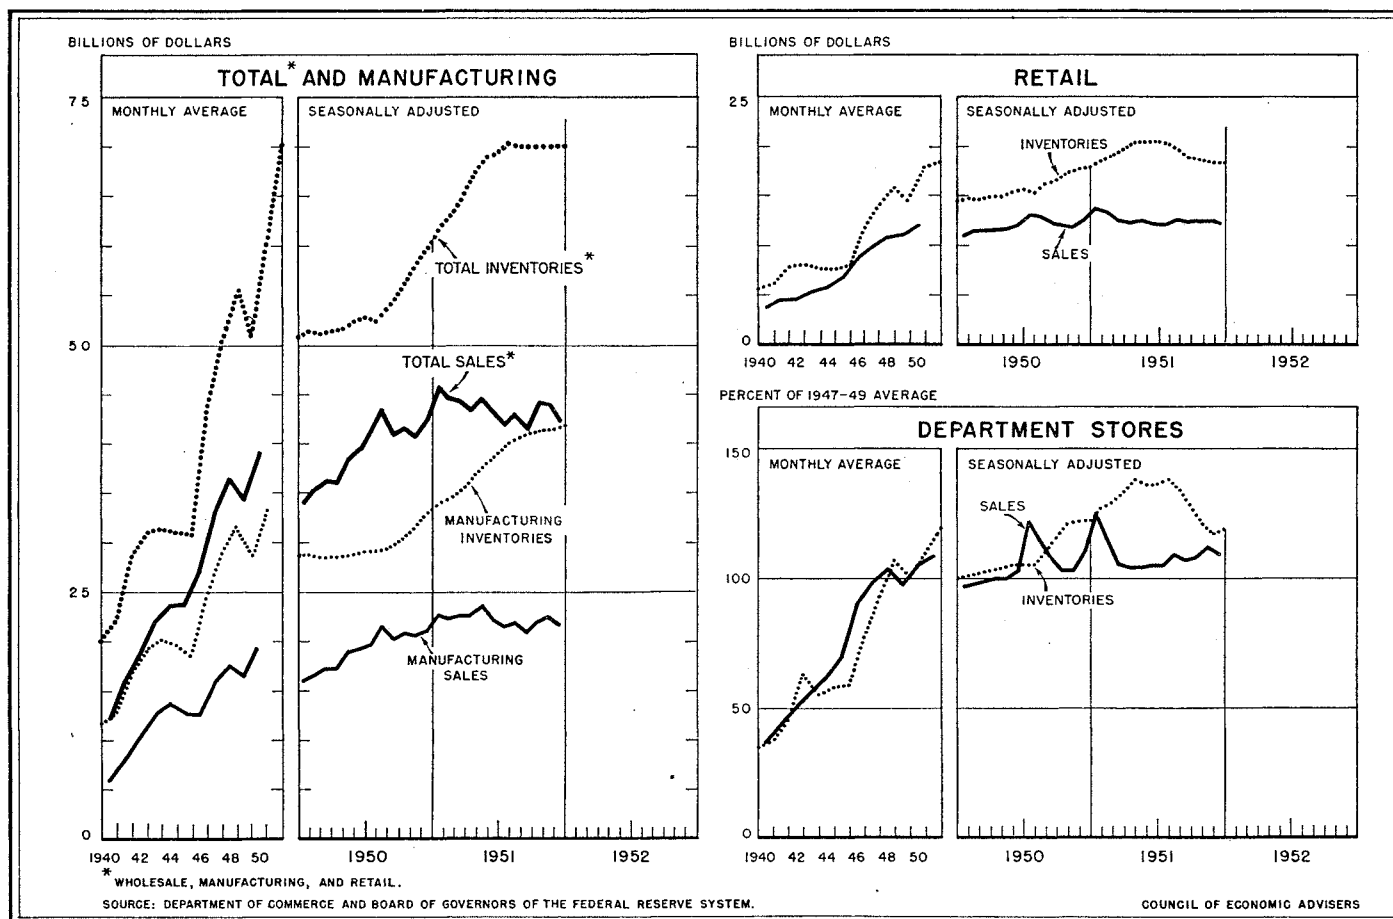 BILLIONS OF DOLLARS
TOTAL* AND MANUFACTURING
MONTHLY AVERAGE
SEASONALLY ADJUSTED
75
50
25
0
TOTAL INVENTORIES*
TOTAL SALES*
MANUFACTURING
INVENTORIES
MANUFACTURING
SALES
1940 42 44 46 48 50
1950 1951 1952
BILLIONS OF DOLLARS
RETAIL
MONTHLY AVERAGE
SEASONALLY ADJUSTED
25
0
INVENTORIES
SALES
1940 42 44 46 48 50
1950 1951 1952
PERCENT OF 1947-49 AVERAGE
DEPARTMENT STORES
MONTHLY AVERAGE
SEASONALLY ADJUSTED
150
100
50
0
SALES
INVENTORIES
1940 42 44 46 48 50
1950 1951 1952
* WHOLESALE, MANUFACTURING, AND RETAIL.
SOURCE: DEPARTMENT OF COMMERCE AND BOARD OF GOVERNORS OF THE FEDERAL RESERVE SYSTEM.
COUNCIL OF ECONOMIC ADVISERS